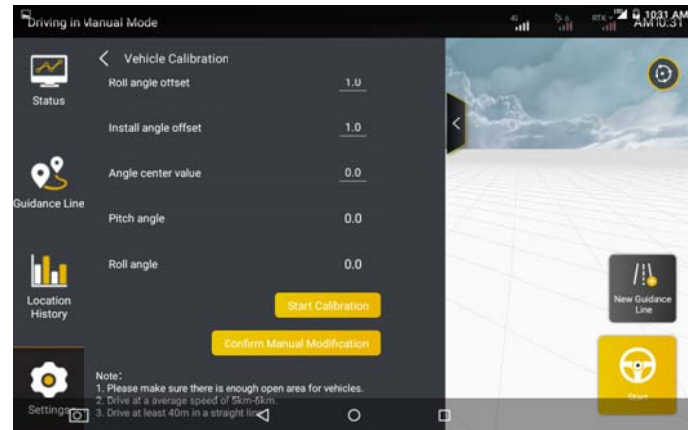 Driving in Manual Mode
4G
RTK
10:31 AM
Status
Vehicle Calibration
Roll angle offset 1.0
Install angle offset 1.0
Guidance Line
Angle center value 0.0
Pitch angle 0.0
Roll angle 0.0
Location
History
Start Calibration
Confirm Manual Modification
New Guidance
Line
Start
Settings
Note:
1. Please make sure there is enough open area for vehicles.
2. Drive at a average speed of 5km-6km.
3. Drive at least 40m in a straight line